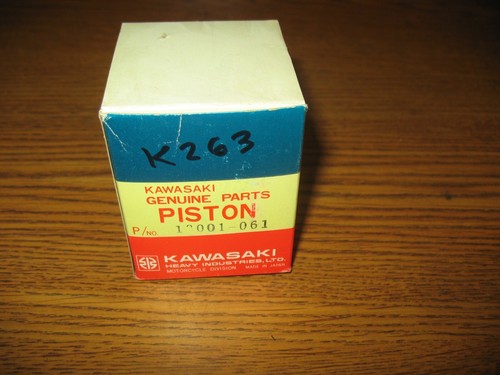 K263
KAWASAKI
GENUINE PARTS
PISTON
P/NO. 13001-061
KAWASAKI
HEAVY INDUSTRIES, LTD.
MOTORCYCLE DIVISION MADE IN JAPAN